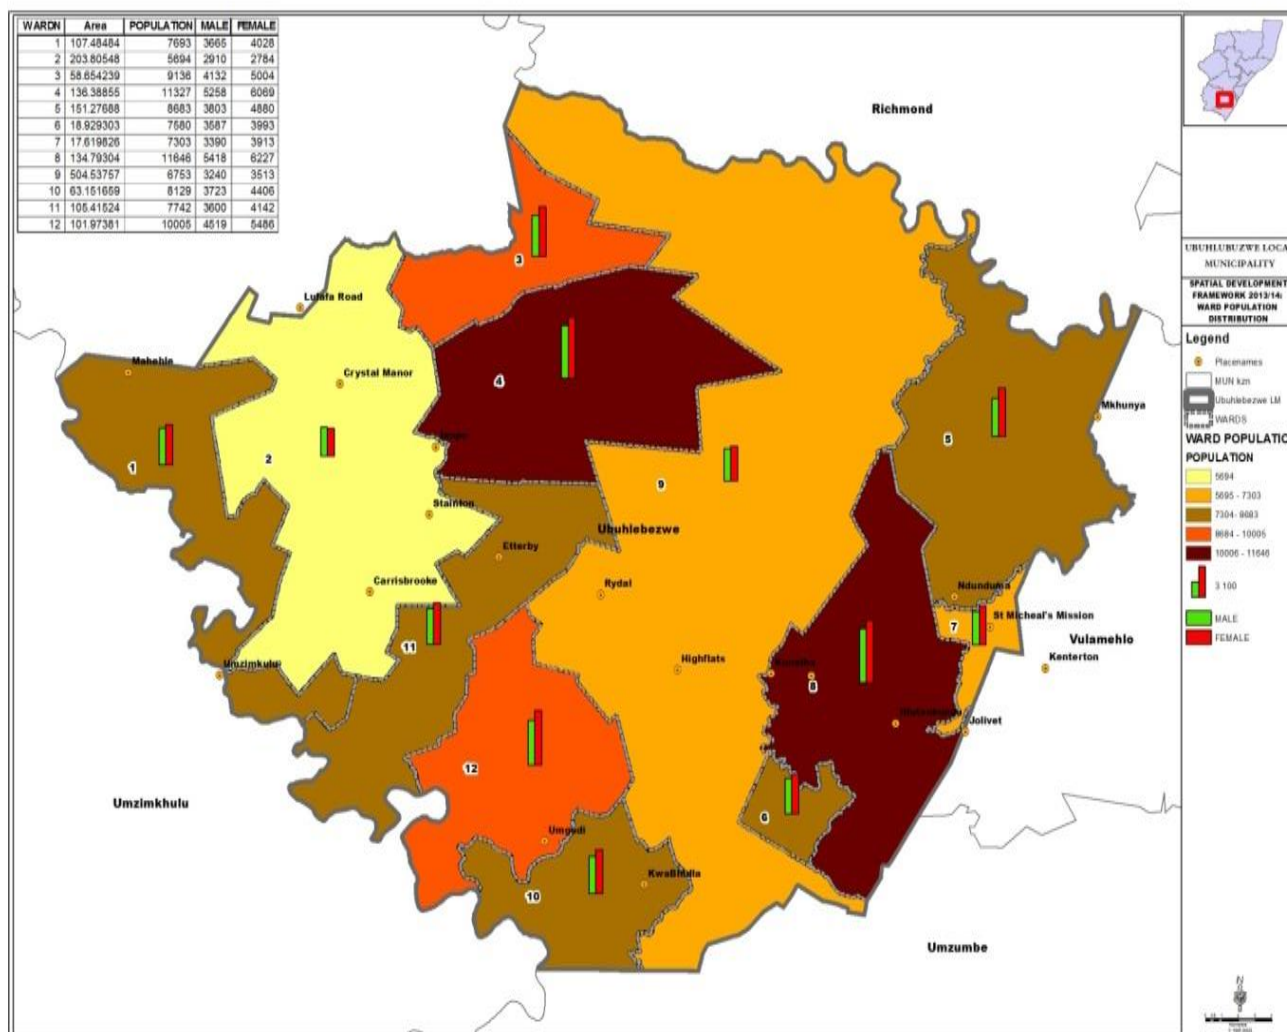 WARDN Area POPULATION MALE FEMALE
1 107.48484 7693 3665 4028
2 203.80548 5694 2910 2784
3 58.654239 9136 4132 5004
4 136.38855 11327 5258 6069
5 151.27688 8683 3803 4880
6 18.929303 7580 3587 3993
7 17.619826 7303 3390 3913
8 134.79304 11646 5418 6227
9 504.53757 6753 3240 3513
10 63.151659 8129 3723 4406
11 105.41524 7742 3600 4142
12 101.97381 10005 4519 5486
Richmond
3
Lufafa Road
Mahehle
Crystal Manor
4
Mkhunya
1
2
5
9
Stainton
Ubuhlebezwe
Etterby
Carrisbrooke
Rydal
Ndunduma
7
St Micheal's Mission
Vulamehlo
11
Umzimkulu
Highflats
Kenterton
8
Jolivet
12
Umzimkhulu
6
Umgodi
10
Umzumbe
UBUHLUBUZWE LOCA
MUNICIPALITY
SPATIAL DEVELOPMENT
FRAMEWORK 2013/14:
WARD POPULATION
DISTRIBUTION
Legend
Placenames
MUN kzn
Ubuhlebezwe LM
WARDS
WARD POPULATIO
POPULATION
5694
5695 - 7303
7304 - 8683
8684 - 10005
10006 - 11646
3 100
MALE
FEMALE
N